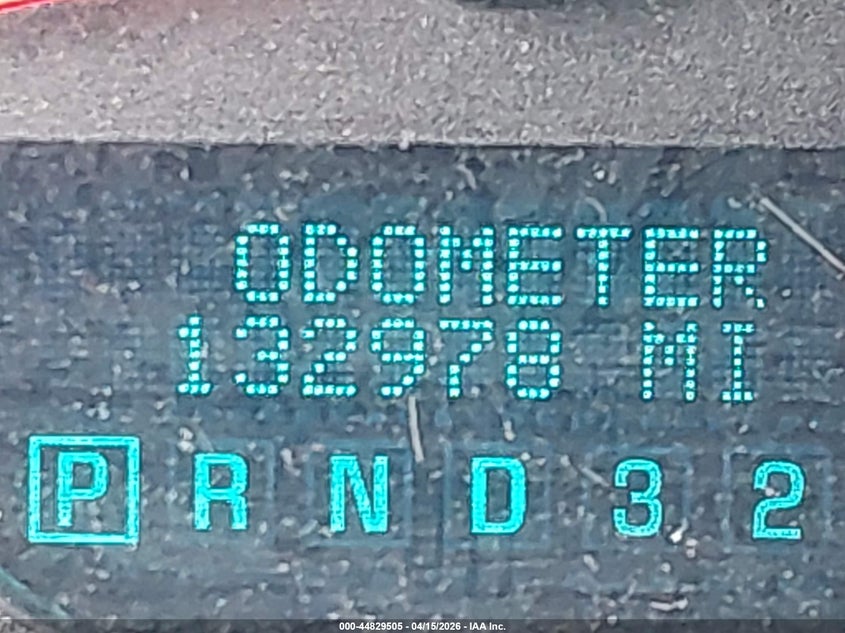 ODOMETER
132978 MI
P R N D 3 2
000-44829505 - 04/15/2026 - IAA Inc.